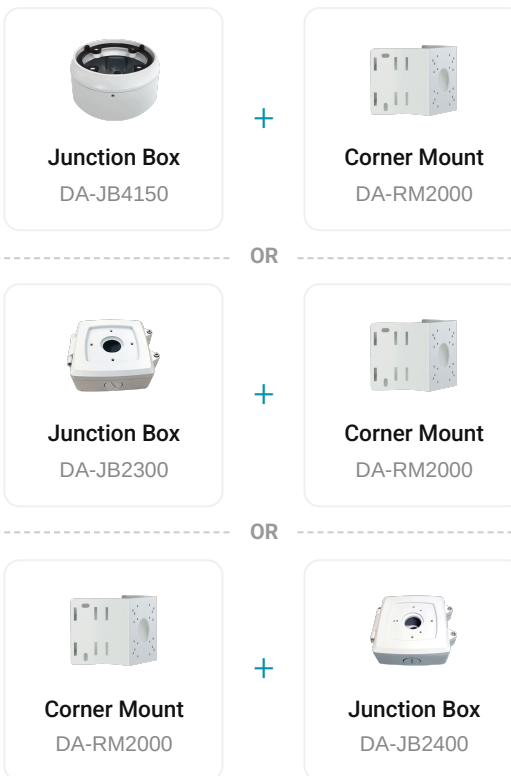 +
Junction Box
Corner Mount
DA-JB4150
DA-RM2000
OR
+
Junction Box
Corner Mount
DA-JB2300
DA-RM2000
OR
+
Corner Mount
Junction Box
DA-RM2000
DA-JB2400